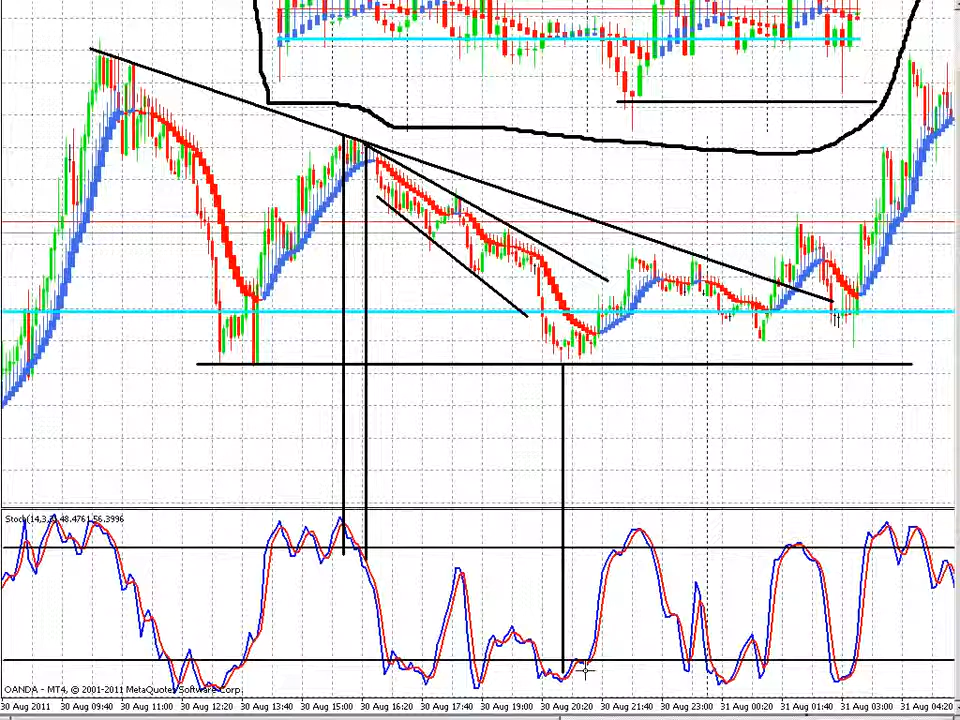 Stoch(14,3,3) 48.4761 56.3996
OANDA - MT4, © 2001-2011 MetaQuotes Software Corp.
30 Aug 2011 30 Aug 09:40 30 Aug 11:00 30 Aug 12:20 30 Aug 13:40 30 Aug 15:00 30 Aug 16:20 30 Aug 17:40 30 Aug 19:00 30 Aug 20:20 30 Aug 21:40 30 Aug 23:00 31 Aug 00:20 31 Aug 01:40 31 Aug 03:00 31 Aug 04:20